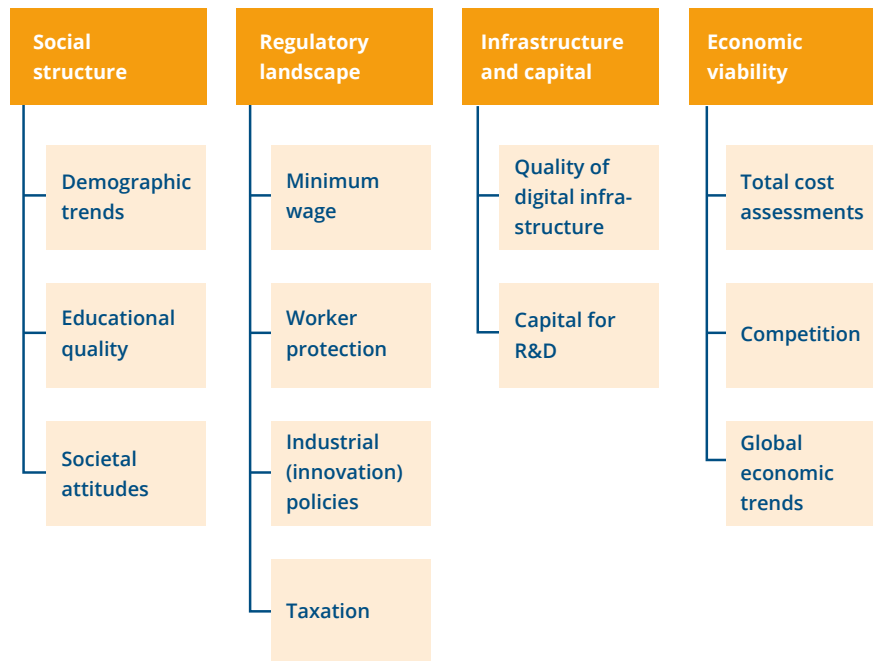 Social
structure
Demographic
trends
Educational
quality
Societal
attitudes
Regulatory
landscape
Minimum
wage
Worker
protection
Industrial
(innovation)
policies
Taxation
Infrastructure
and capital
Quality of
digital infra-
structure
Capital for
R&D
Economic
viability
Total cost
assessments
Competition
Global
economic
trends